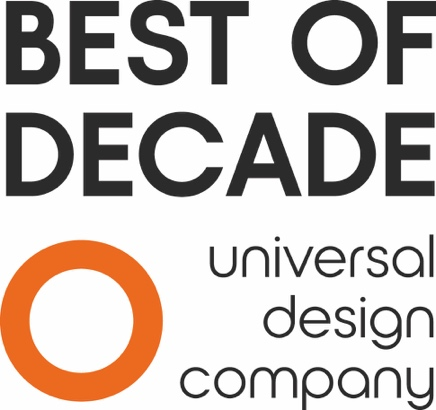 BEST OF
DECADE
universal
design
company